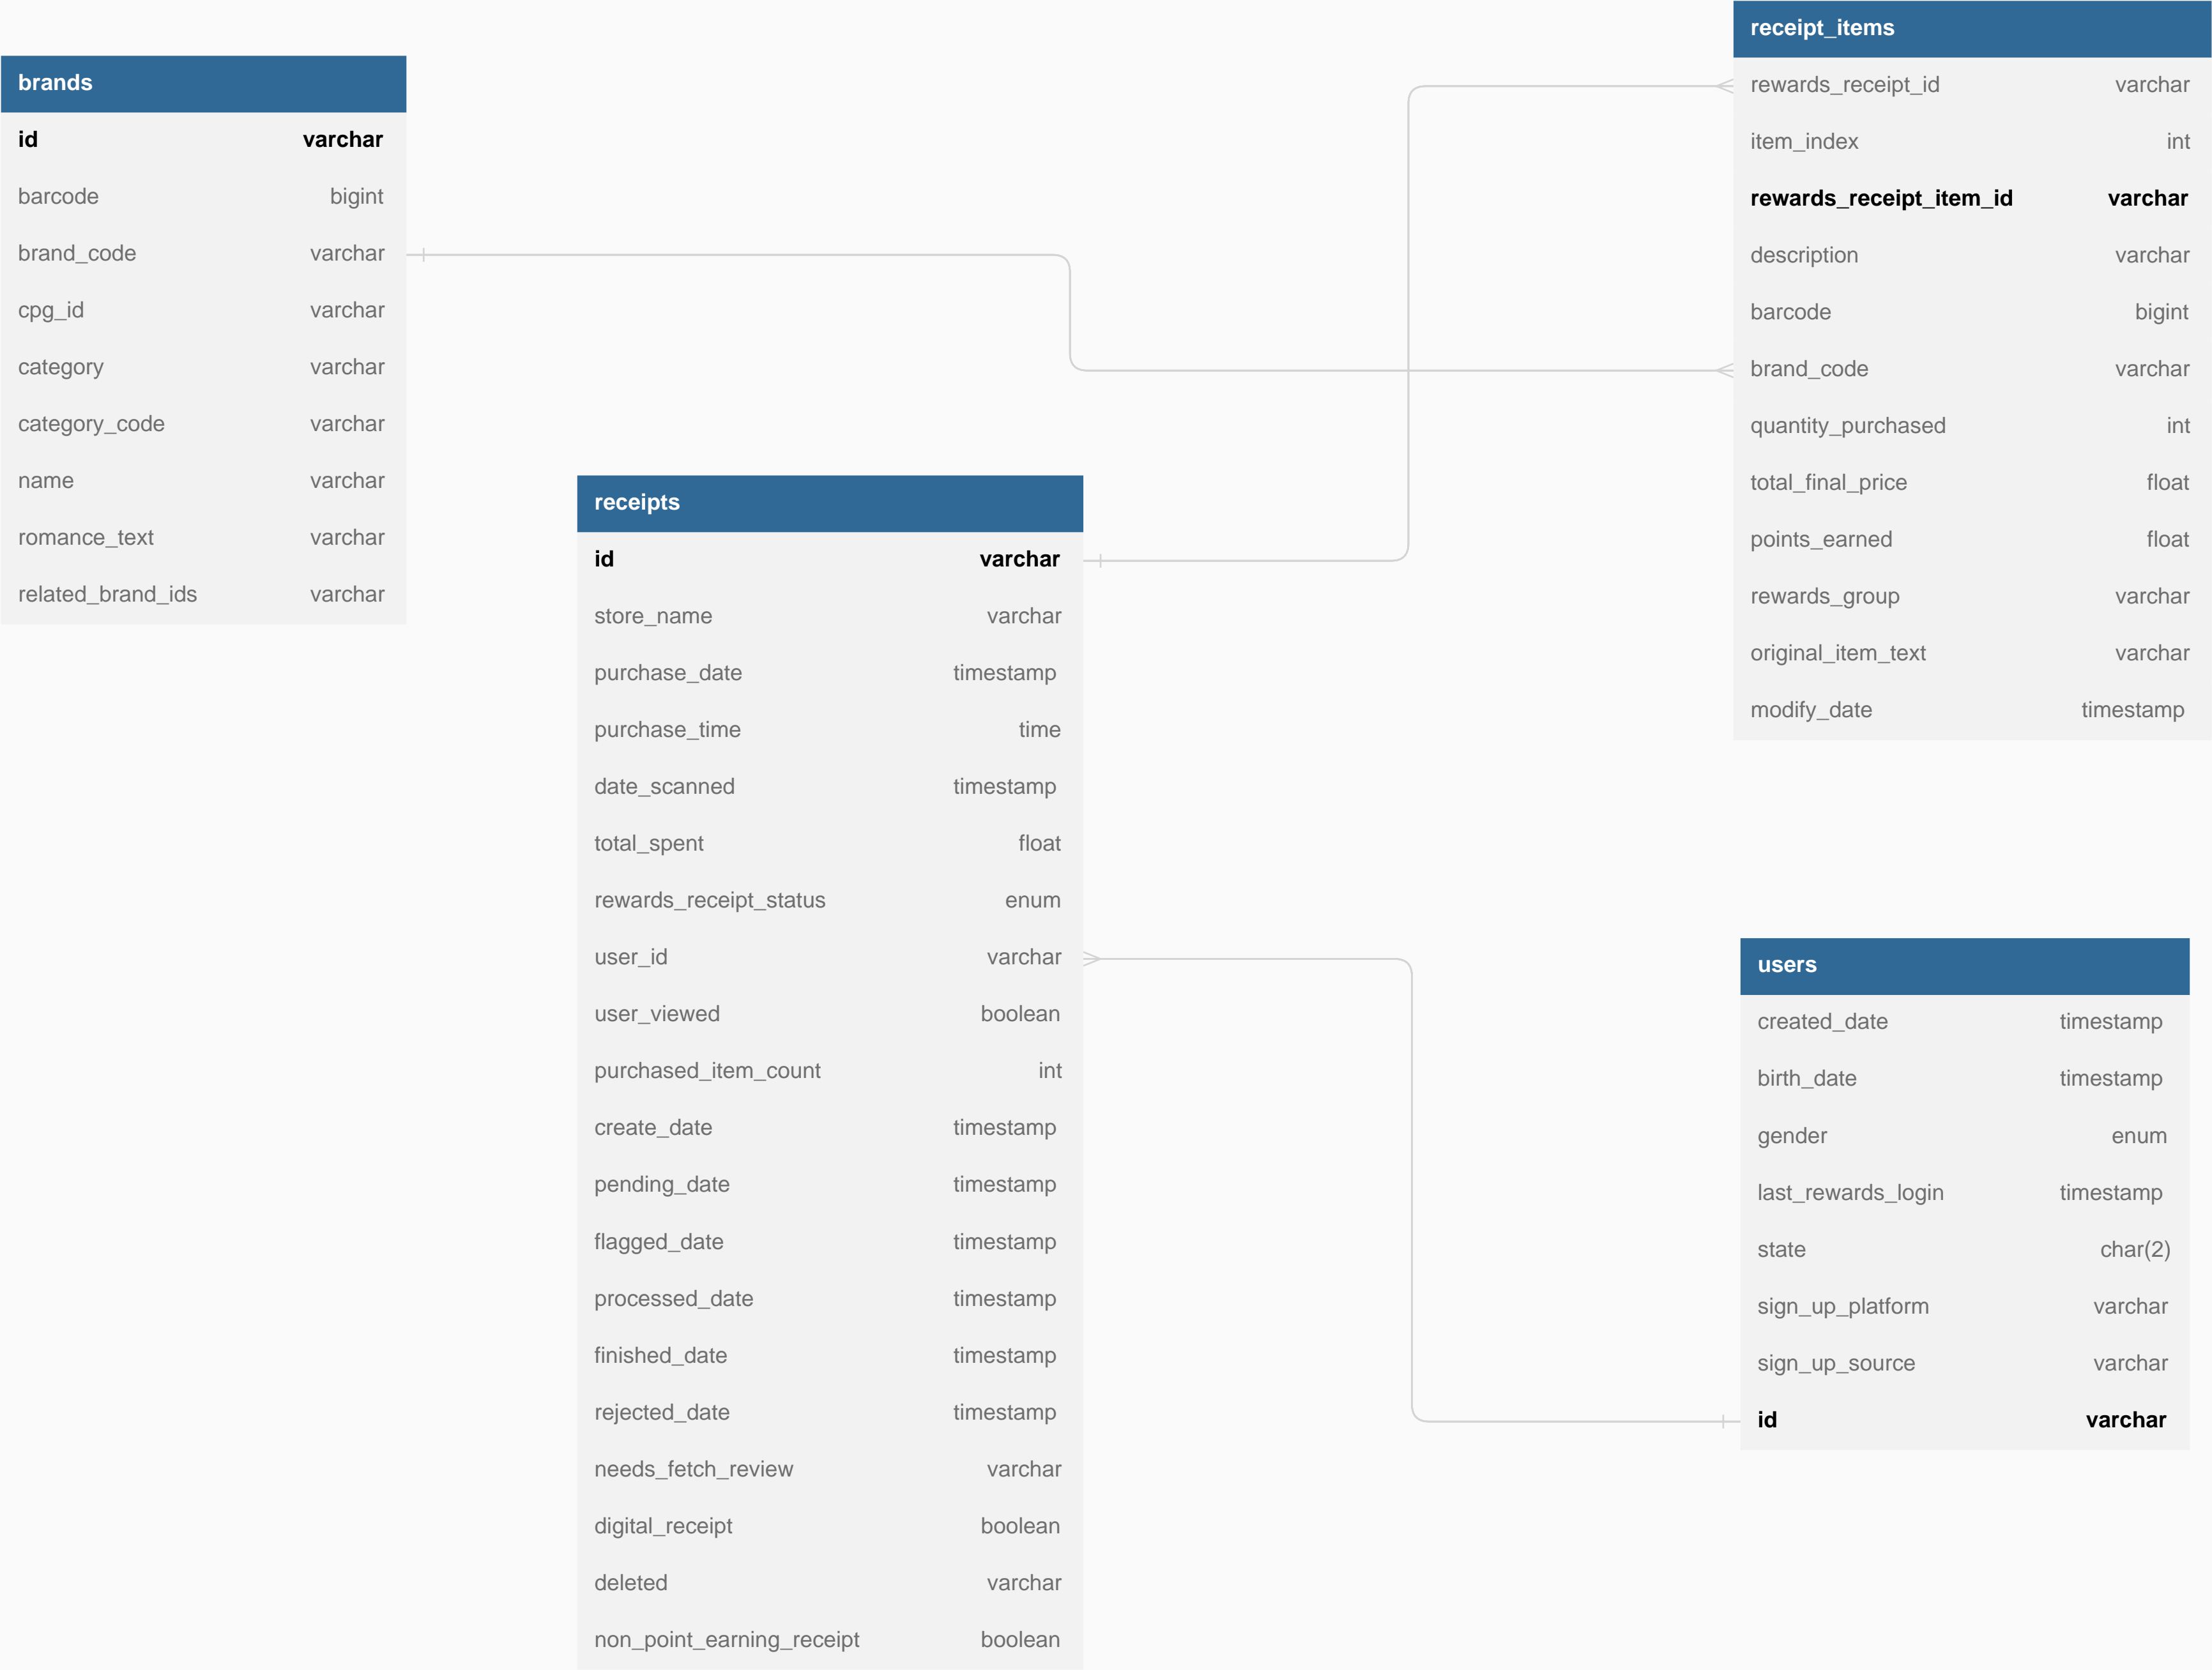 brands
id varchar
barcode bigint
brand_code varchar
cpg_id varchar
category varchar
category_code varchar
name varchar
romance_text varchar
related_brand_ids varchar
receipts
id varchar
store_name varchar
purchase_date timestamp
purchase_time time
date_scanned timestamp
total_spent float
rewards_receipt_status enum
user_id varchar
user_viewed boolean
purchased_item_count int
create_date timestamp
pending_date timestamp
flagged_date timestamp
processed_date timestamp
finished_date timestamp
rejected_date timestamp
needs_fetch_review varchar
digital_receipt boolean
deleted varchar
non_point_earning_receipt boolean
receipt_items
rewards_receipt_id varchar
item_index int
rewards_receipt_item_id varchar
description varchar
barcode bigint
brand_code varchar
quantity_purchased int
total_final_price float
points_earned float
rewards_group varchar
original_item_text varchar
modify_date timestamp
users
created_date timestamp
birth_date timestamp
gender enum
last_rewards_login timestamp
state char(2)
sign_up_platform varchar
sign_up_source varchar
id varchar